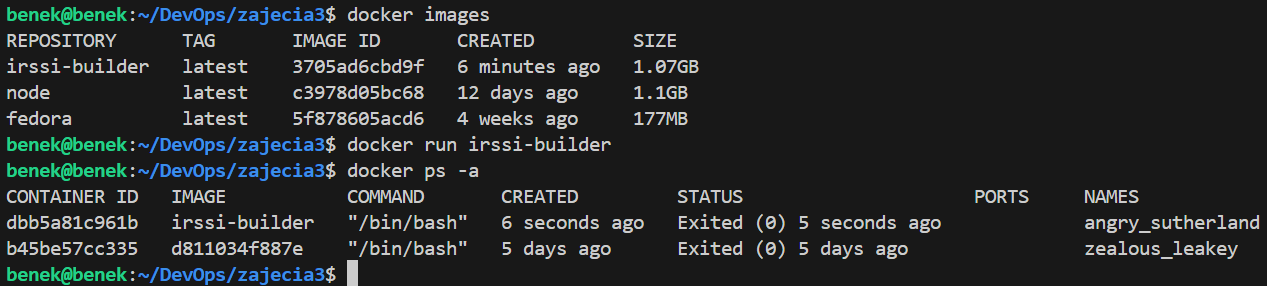 benek@benek:~/DevOps/zajecia3$ docker images
REPOSITORY      TAG       IMAGE ID       CREATED         SIZE
irssi-builder   latest    3705ad6cbd9f   6 minutes ago   1.07GB
node            latest    c3978d05bc68   12 days ago     1.1GB
fedora          latest    5f878605acd6   4 weeks ago     177MB
benek@benek:~/DevOps/zajecia3$ docker run irssi-builder
benek@benek:~/DevOps/zajecia3$ docker ps -a
CONTAINER ID   IMAGE           COMMAND       CREATED         STATUS                     PORTS     NAMES
dbb5a81c961b   irssi-builder   "/bin/bash"   6 seconds ago   Exited (0) 5 seconds ago             angry_sutherland
b45be57cc335   d811034f887e    "/bin/bash"   5 days ago      Exited (0) 5 days ago                zealous_leakey
benek@benek:~/DevOps/zajecia3$